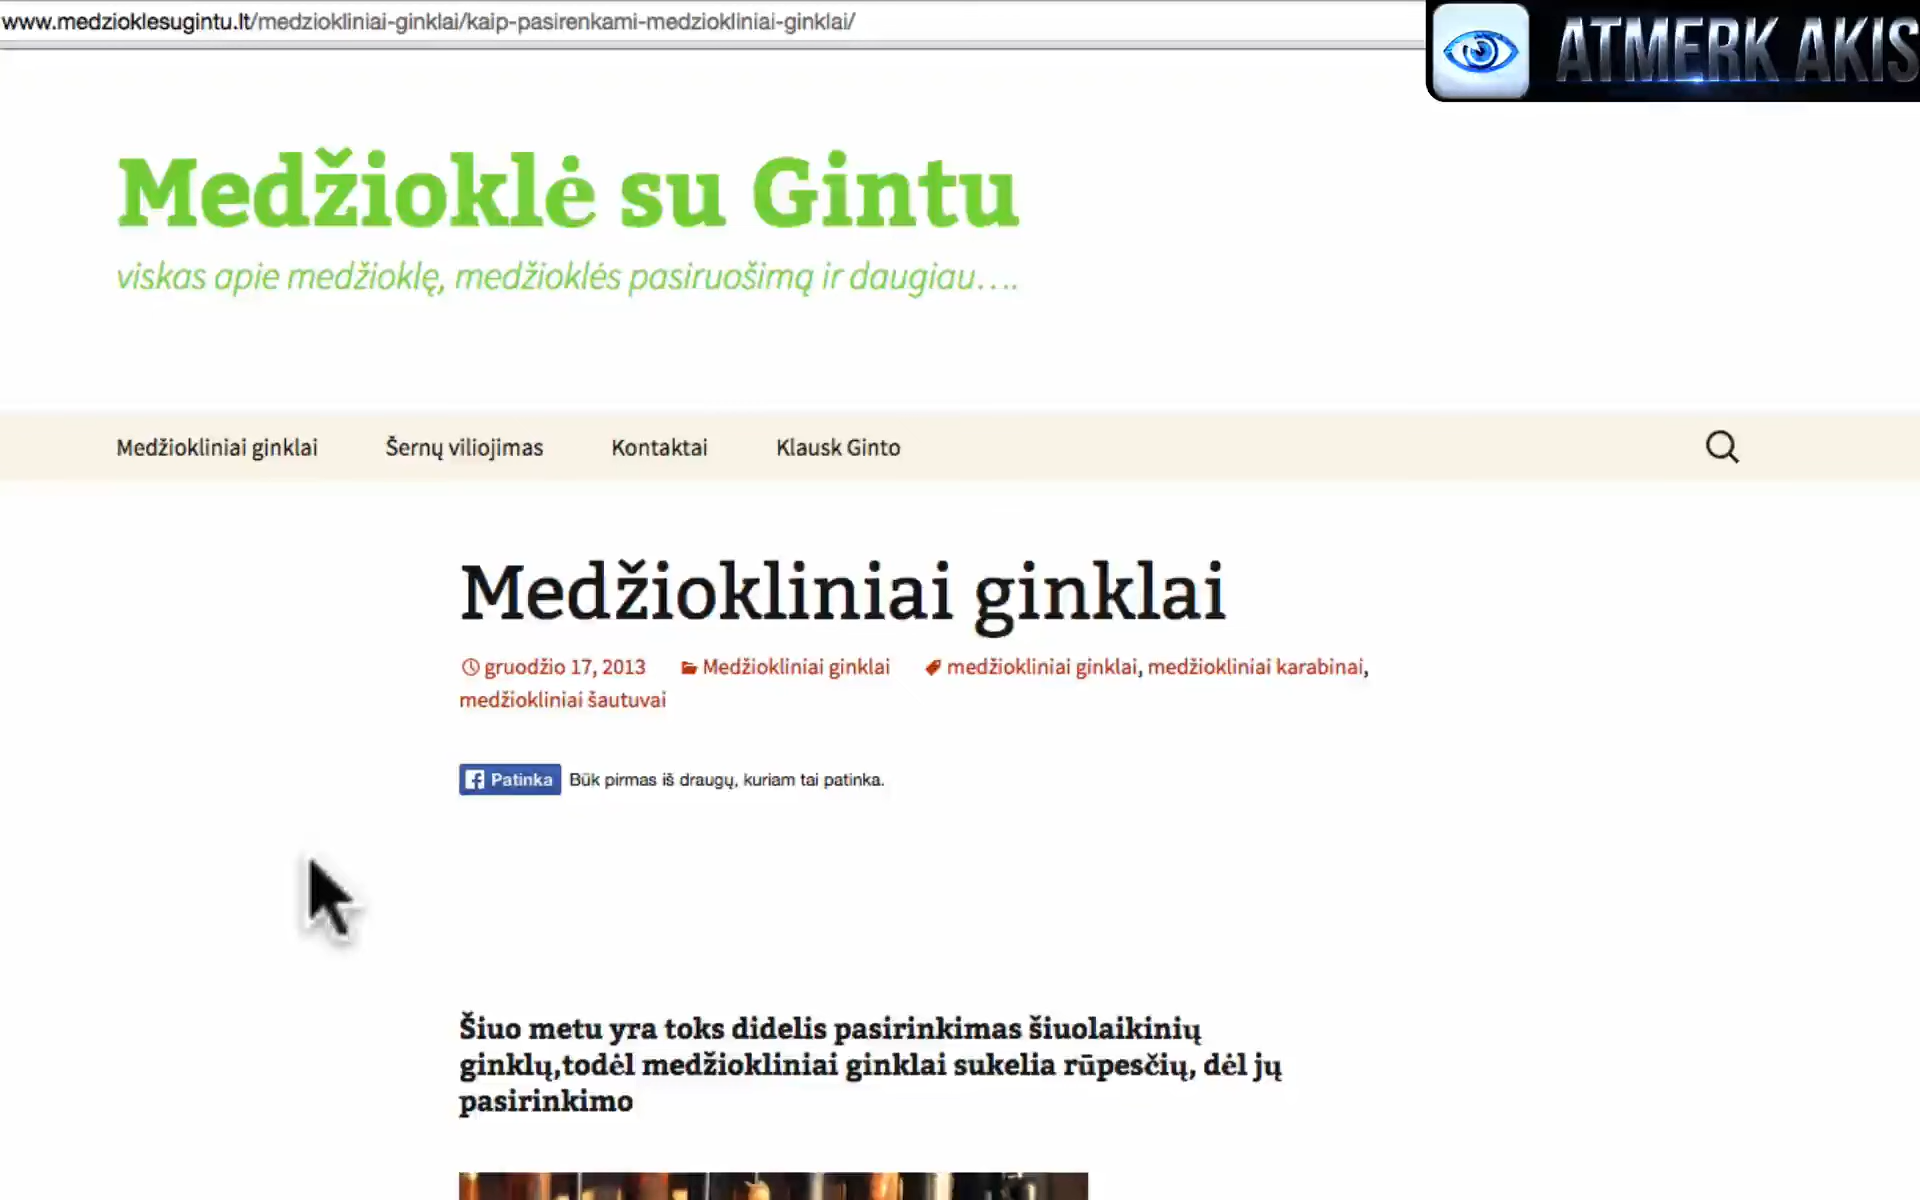 www.medzioklesugintu.lt/medziokliniai-ginklai/kaip-pasirenkami-medziokliniai-ginklai/
ATMERK AKIS
Medžioklė su Gintu
viskas apie medžioklę, medžioklės pasiruošimą ir daugiau….
Medžiokliniai ginklai Šernų viliojimas Kontaktai Klausk Ginto
Medžiokliniai ginklai
gruodžio 17, 2013 Medžiokliniai ginklai medžiokliniai ginklai, medžiokliniai karabinai,
medžiokliniai šautuvai
Patinka Būk pirmas iš draugų, kuriam tai patinka.
Šiuo metu yra toks didelis pasirinkimas šiuolaikinių
ginklų,todėl medžiokliniai ginklai sukelia rūpesčių, dėl jų
pasirinkimo